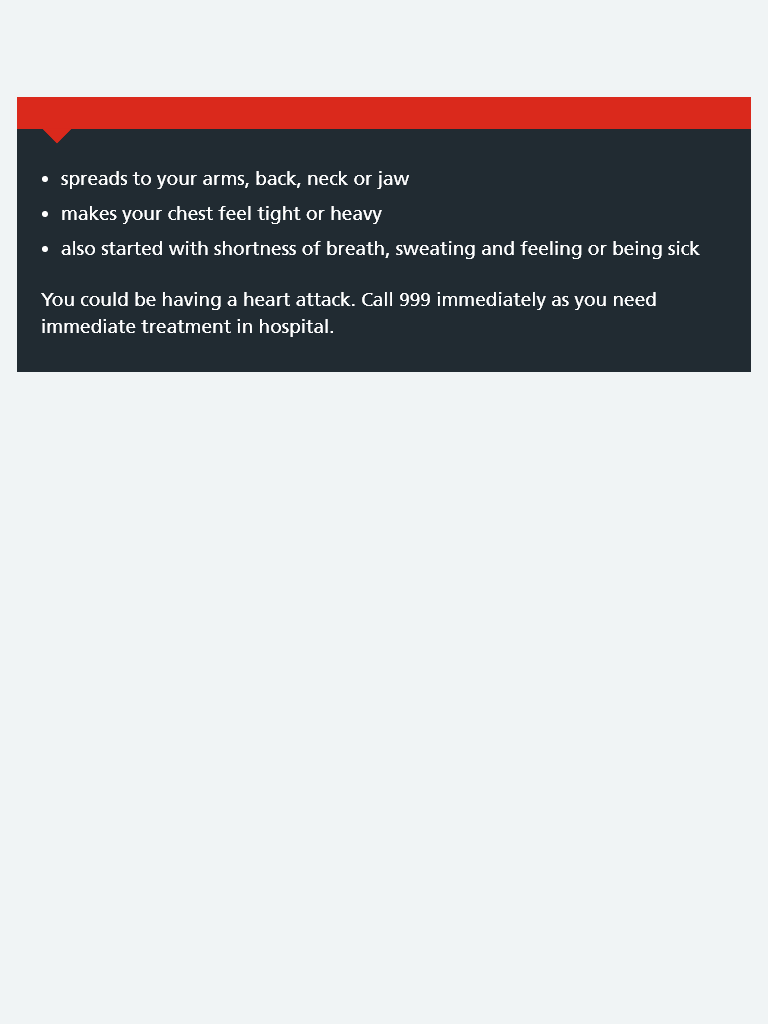 • spreads to your arms, back, neck or jaw
• makes your chest feel tight or heavy
• also started with shortness of breath, sweating and feeling or being sick
You could be having a heart attack. Call 999 immediately as you need
immediate treatment in hospital.